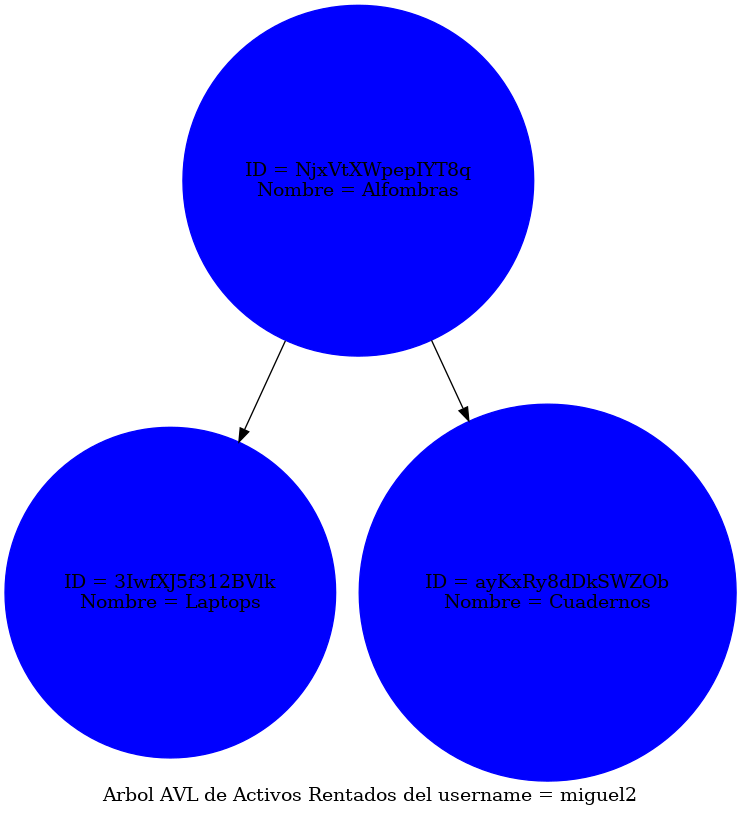 ID = NjxVtXWpepIYT8q
Nombre = Alfombras
ID = 3IwfXJ5f312BVlk
Nombre = Laptops
ID = ayKxRy8dDkSWZOb
Nombre = Cuadernos
Arbol AVL de Activos Rentados del username = miguel2